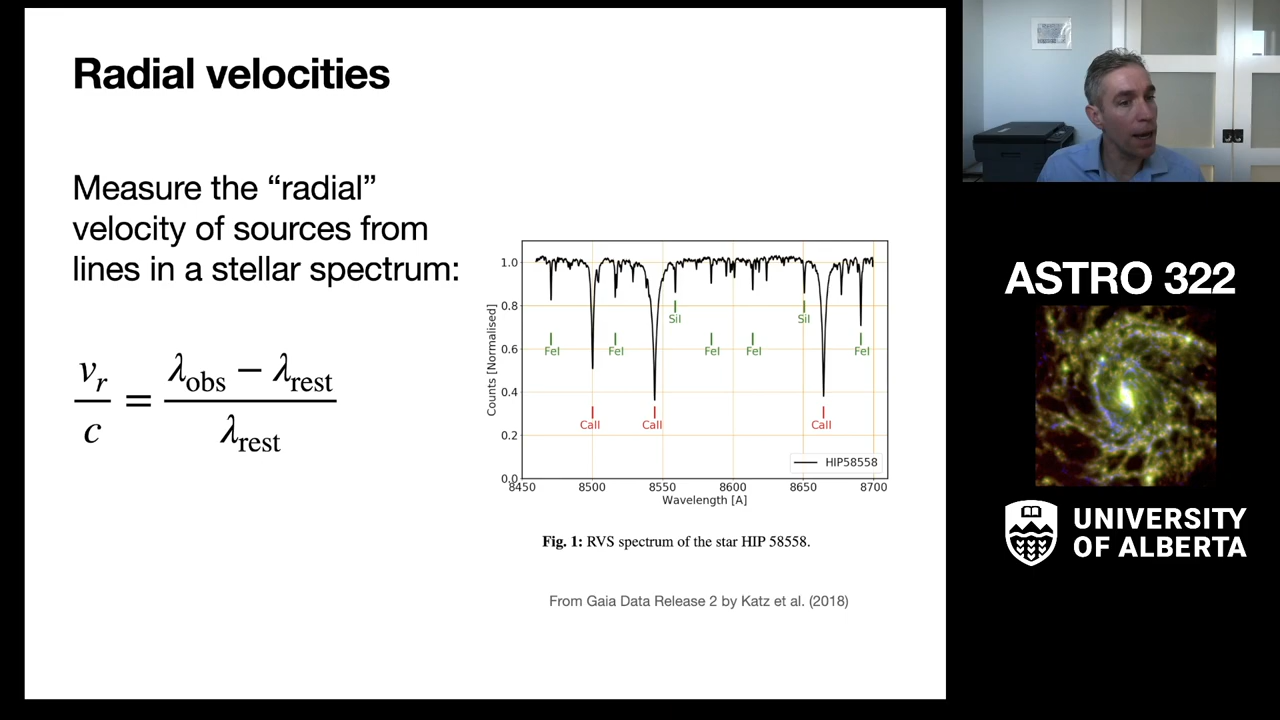 Radial velocities
Measure the “radial”
velocity of sources from
lines in a stellar spectrum:
v_r / c = (λ_obs − λ_rest) / λ_rest
Counts [Normalised]
1.0
0.8
0.6
0.4
0.2
0.0
SiI
SiI
FeI
FeI
FeI
FeI
FeI
CaII
CaII
CaII
HIP58558
8450
8500
8550
8600
8650
8700
Wavelength [A]
Fig. 1: RVS spectrum of the star HIP 58558.
From Gaia Data Release 2 by Katz et al. (2018)
ASTRO 322
UNIVERSITY
OF ALBERTA